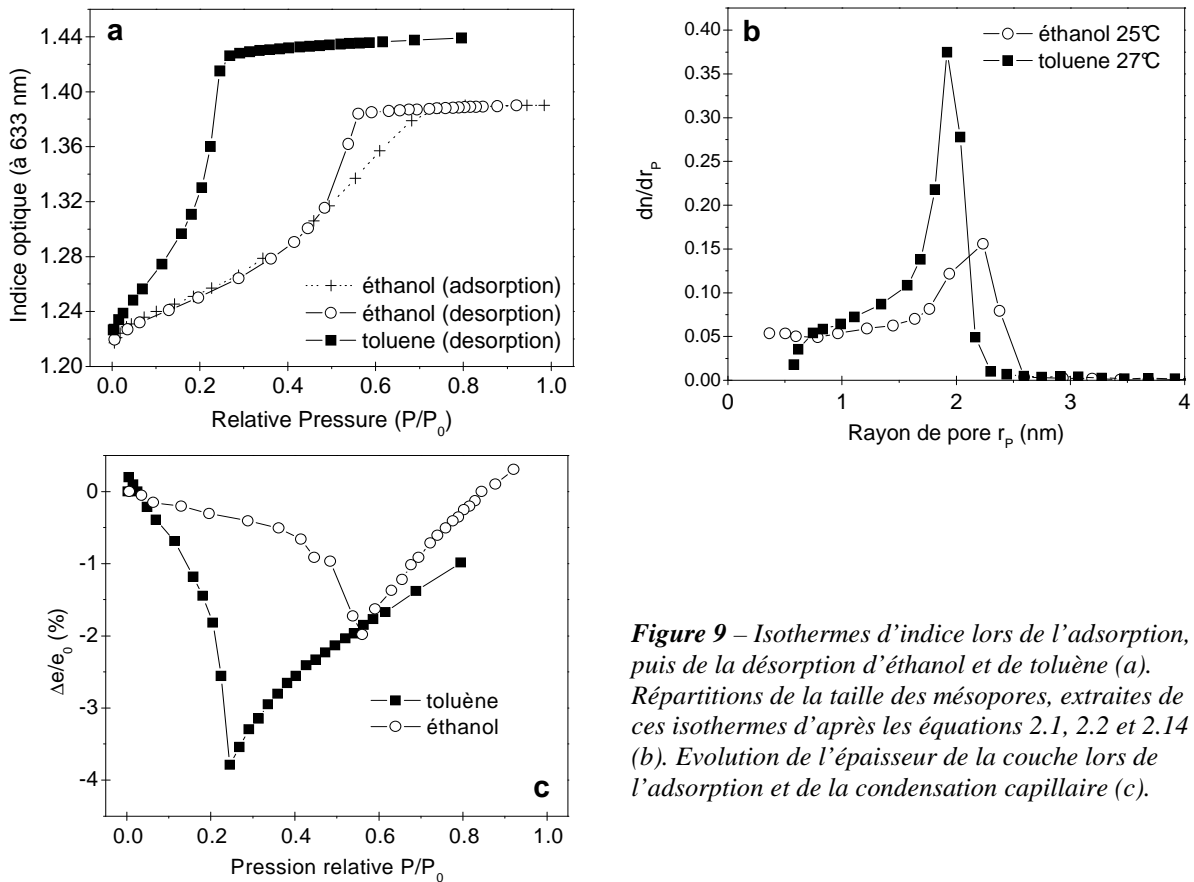 a
1.44
1.40
1.36
1.32
1.28
1.24
1.20
Indice optique (à 633 nm)
éthanol (adsorption)
éthanol (desorption)
toluene (desorption)
0.0 0.2 0.4 0.6 0.8 1.0
Relative Pressure (P/P0)
b
éthanol 25℃
toluene 27℃
0.40
0.35
0.30
0.25
0.20
0.15
0.10
0.05
0.00
dn/drP
0 1 2 3 4
Rayon de pore rP (nm)
0
-1
-2
-3
-4
Δe/e0 (%)
toluène
éthanol
c
0.0 0.2 0.4 0.6 0.8 1.0
Pression relative P/P0
Figure 9 – Isothermes d'indice lors de l'adsorption,
puis de la désorption d'éthanol et de toluène (a).
Répartitions de la taille des mésopores, extraites de
ces isothermes d'après les équations 2.1, 2.2 et 2.14
(b). Evolution de l'épaisseur de la couche lors de
l'adsorption et de la condensation capillaire (c).